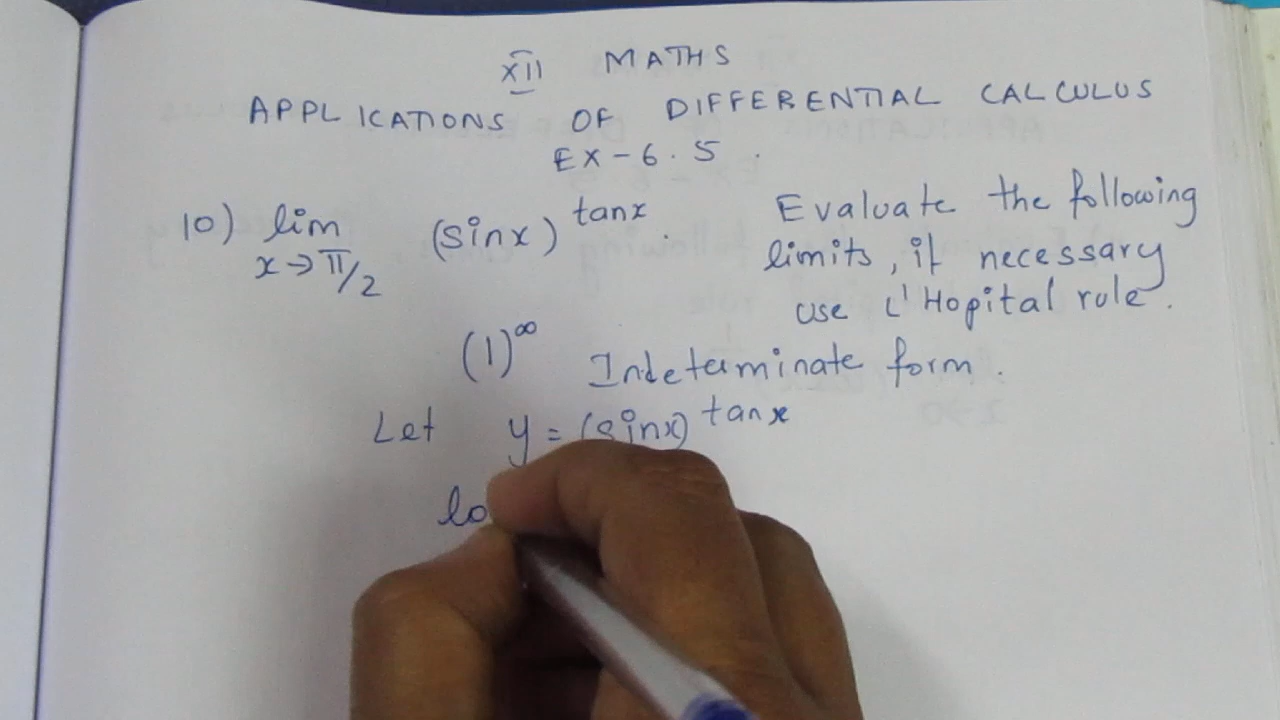 XII MATHS
APPLICATIONS OF DIFFERENTIAL CALCULUS
EX-6.5.
10) lim x→π/2 (sinx)^tanx.
Evaluate the following
limits, if necessary
use L'Hopital rule.
(1)^∞ Indeterminate form.
Let y = (sinx)^tanx
lo